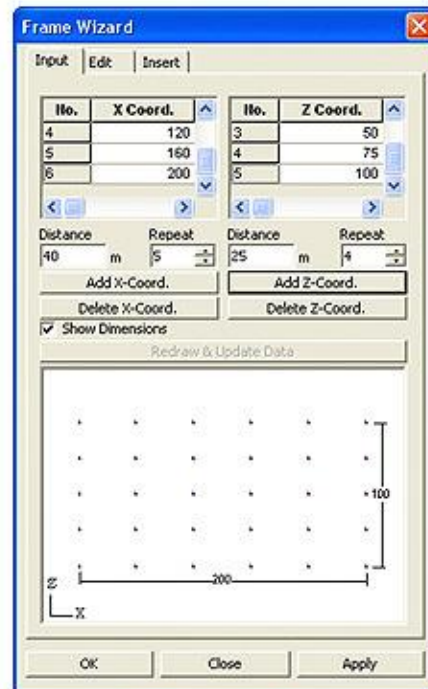 Frame Wizard
Input Edit Insert
No. X Coord. No. Z Coord.
4 120 3 50
5 160 4 75
6 200 5 100
Distance Repeat Distance Repeat
40 m 5 25 m 4
Add X-Coord. Add Z-Coord.
Delete X-Coord. Delete Z-Coord.
Show Dimensions
Redraw & Update Data
100
200
Z
X
OK Close Apply